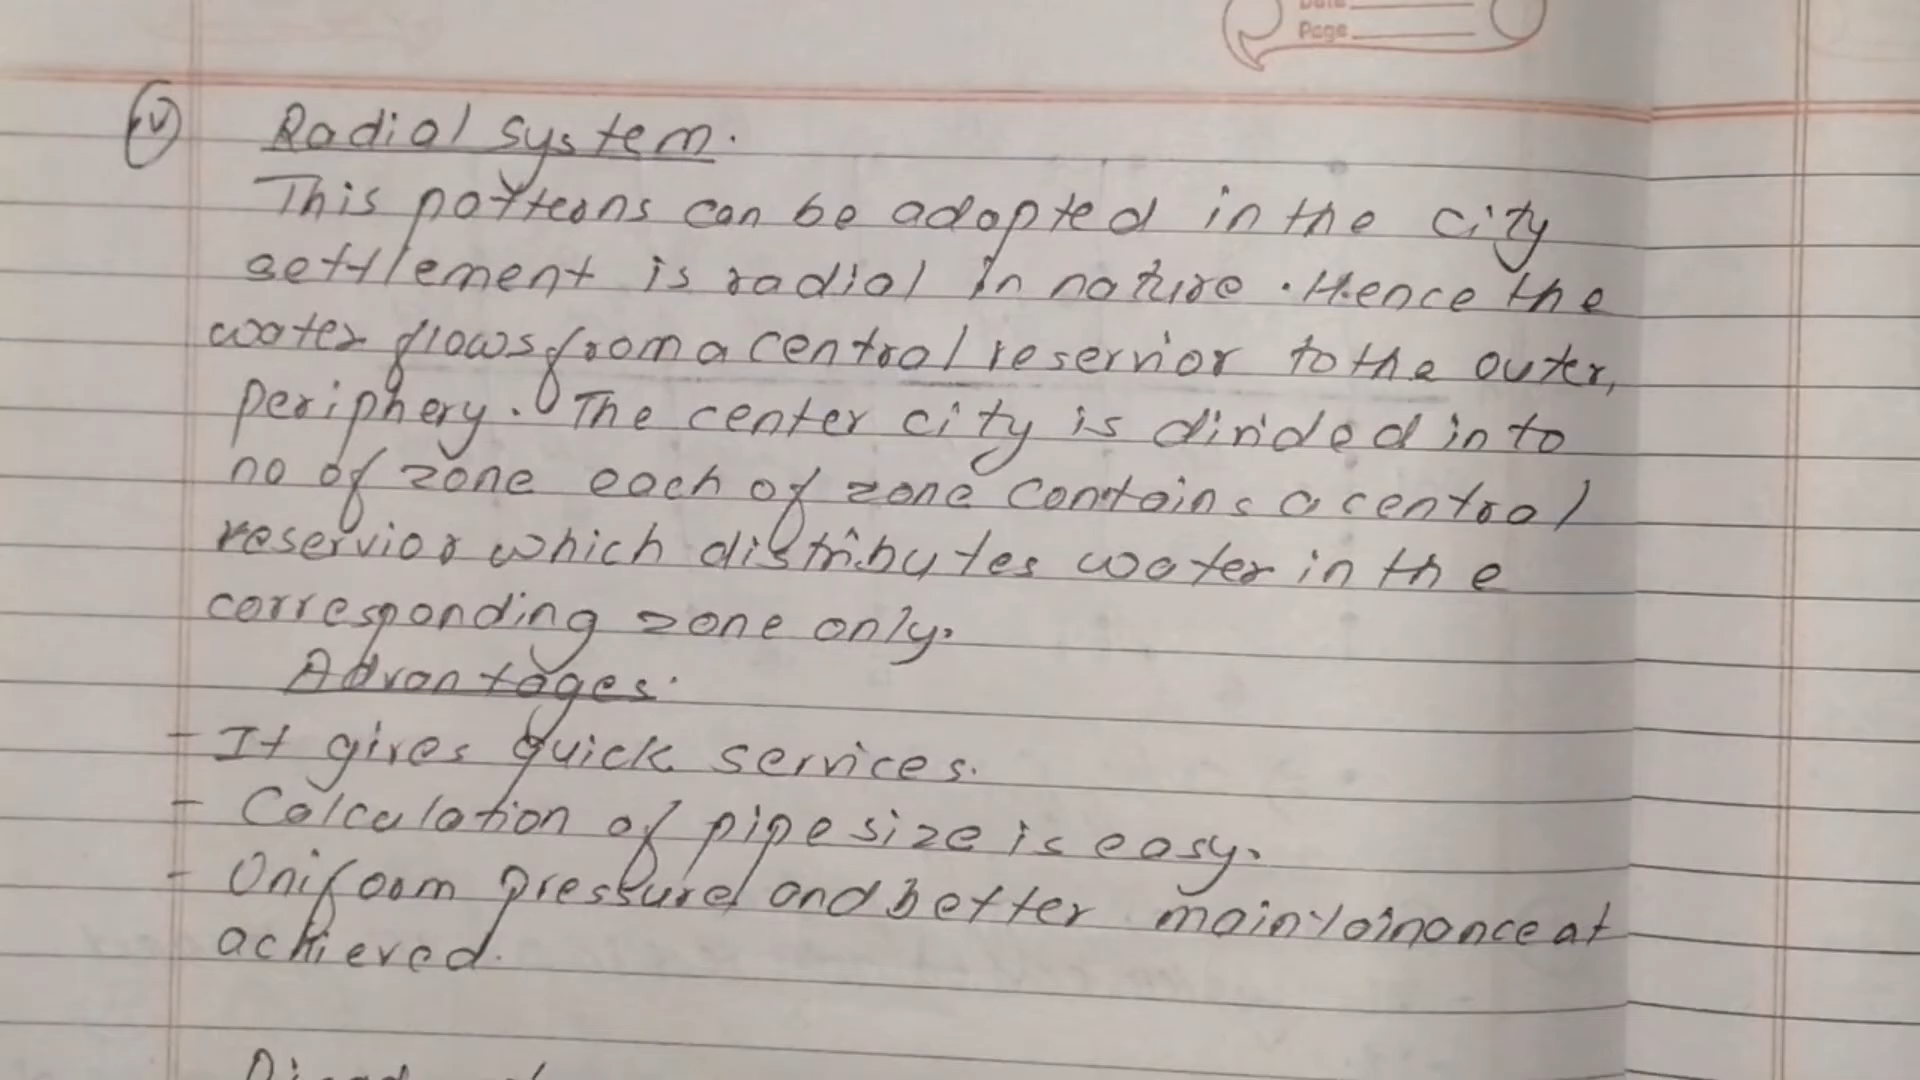 Page
(iv) Radial system.
This patterns can be adopted in the city
settlement is radial in nature. Hence the
water flows from a central reservior to the outer,
periphery. The center city is divided into
no of zone each of zone contains a central
reservior which distributes water in the
corresponding zone only.
Advantages.
- It gives quick services.
- Calculation of pipe size is easy.
- Uniform pressure and better maintainance at
achieved.